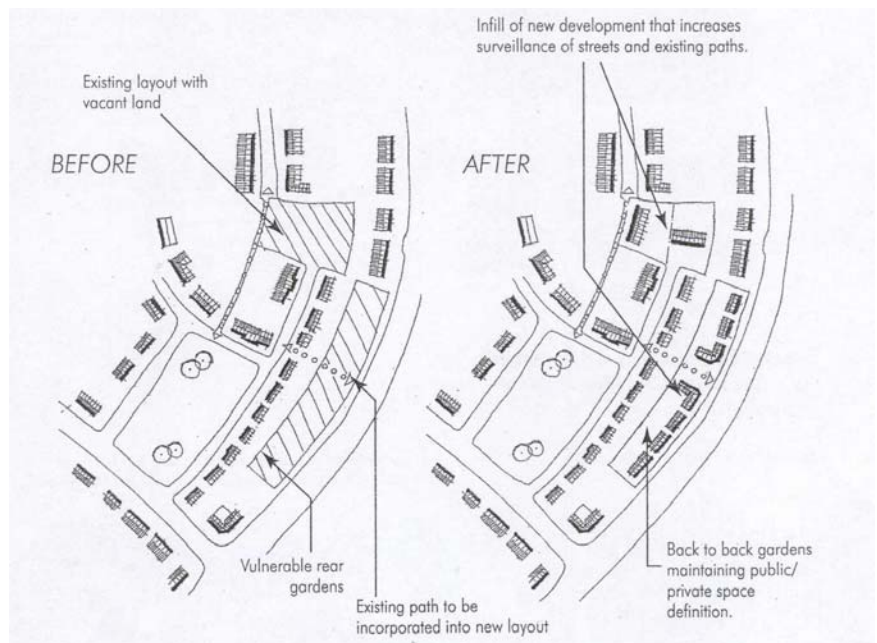 Infill of new development that increases
surveillance of streets and existing paths.
Existing layout with
vacant land
BEFORE
AFTER
Vulnerable rear
gardens
Existing path to be
incorporated into new layout
Back to back gardens
maintaining public/
private space
definition.